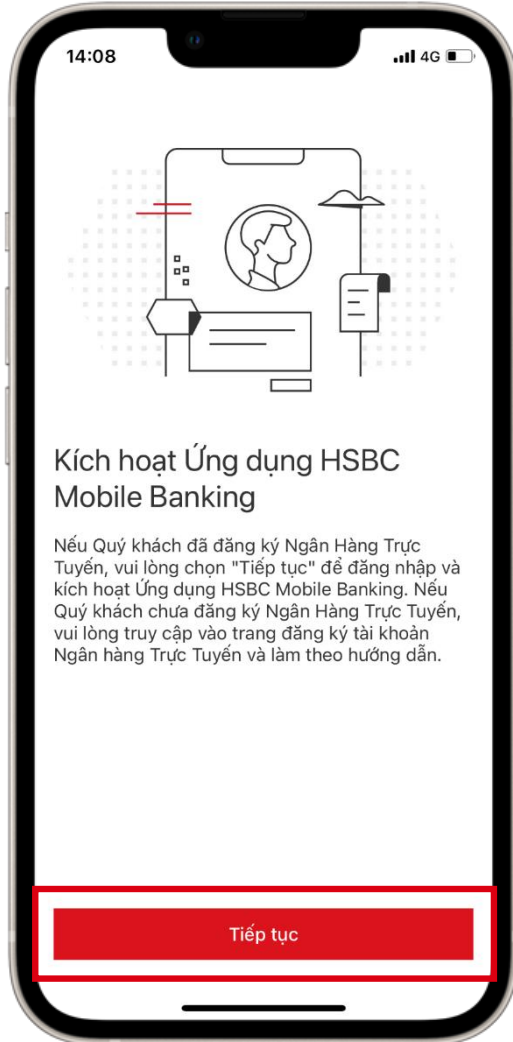 14:08 4G
Kích hoạt Ứng dụng HSBC
Mobile Banking
Nếu Quý khách đã đăng ký Ngân Hàng Trực
Tuyến, vui lòng chọn "Tiếp tục" để đăng nhập và
kích hoạt Ứng dụng HSBC Mobile Banking. Nếu
Quý khách chưa đăng ký Ngân Hàng Trực Tuyến,
vui lòng truy cập vào trang đăng ký tài khoản
Ngân hàng Trực Tuyến và làm theo hướng dẫn.
Tiếp tục